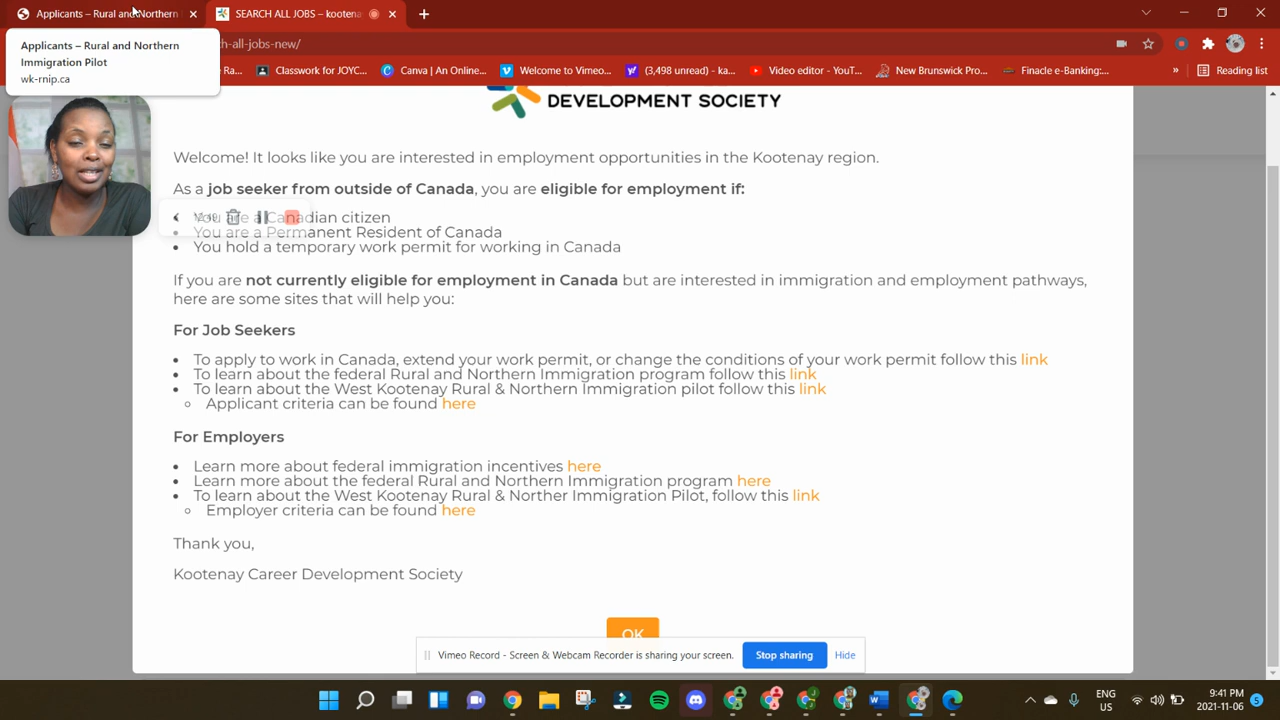 Applicants – Rural and Northern
SEARCH ALL JOBS – kootena
Applicants – Rural and Northern
Immigration Pilot
wk-rnip.ca
ch-all-jobs-new/
e Ra...
Classwork for JOYC...
Canva | An Online...
Welcome to Vimeo...
(3,498 unread) - ka...
Video editor - YouT...
New Brunswick Pro...
Finacle e-Banking:...
»
Reading list
DEVELOPMENT SOCIETY
Welcome! It looks like you are interested in employment opportunities in the Kootenay region.
As a job seeker from outside of Canada, you are eligible for employment if:
You are a Canadian citizen
You are a Permanent Resident of Canada
You hold a temporary work permit for working in Canada
If you are not currently eligible for employment in Canada but are interested in immigration and employment pathways,
here are some sites that will help you:
For Job Seekers
To apply to work in Canada, extend your work permit, or change the conditions of your work permit follow this link
To learn about the federal Rural and Northern Immigration program follow this link
To learn about the West Kootenay Rural & Northern Immigration pilot follow this link
Applicant criteria can be found here
For Employers
Learn more about federal immigration incentives here
Learn more about the federal Rural and Northern Immigration program here
To learn about the West Kootenay Rural & Norther Immigration Pilot, follow this link
Employer criteria can be found here
Thank you,
Kootenay Career Development Society
OK
Vimeo Record - Screen & Webcam Recorder is sharing your screen.
Stop sharing
Hide
ENG
US
9:41 PM
2021-11-06